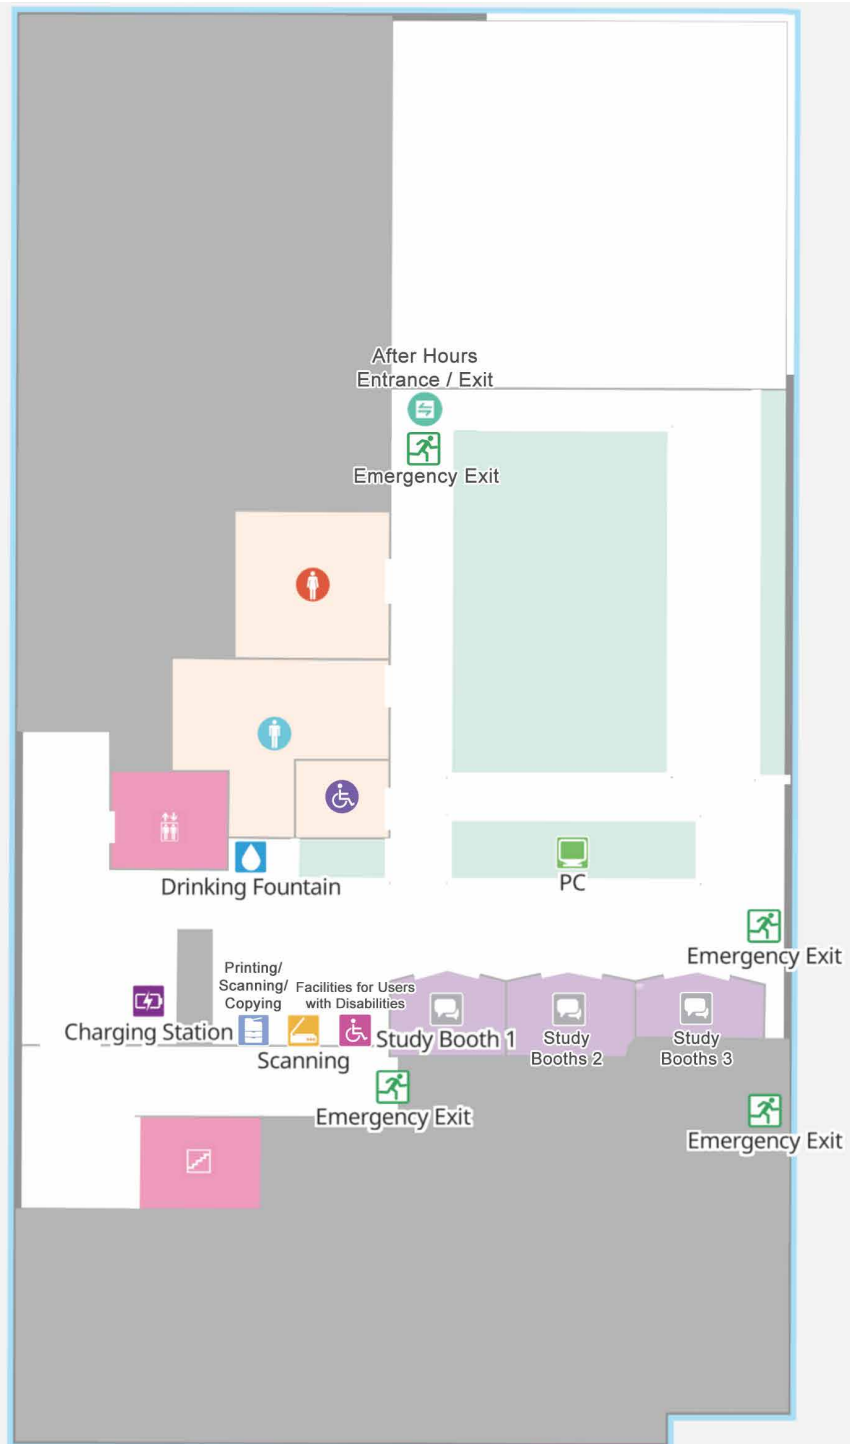 After Hours
Entrance / Exit
Emergency Exit
Drinking Fountain
PC
Emergency Exit
Printing/
Scanning/
Copying
Facilities for Users
with Disabilities
Charging Station
Scanning
Study Booth 1
Study
Booths 2
Study
Booths 3
Emergency Exit
Emergency Exit